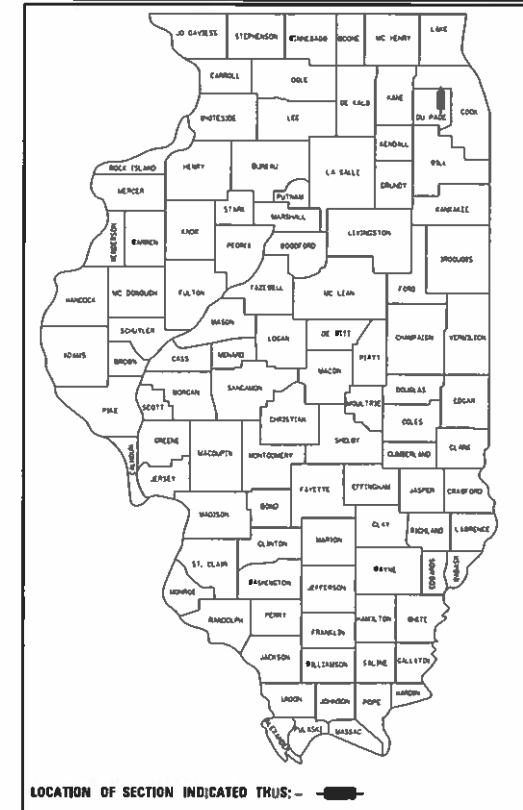 JO DAVIESS STEPHENSON WINNEBAGO BOONE MC HENRY LAKE
CARROLL OGLE
DE KALB KANE
DU PAGE COOK
WHITESIDE LEE
KENDALL WILL
ROCK ISLAND HENRY BUREAU LA SALLE GRUNDY
MERCER PUTNAM
KANKAKEE
STARK MARSHALL
HENDERSON WARREN KNOX PEORIA WOODFORD LIVINGSTON IROQUOIS
HANCOCK MC DONOUGH FULTON TAZEWELL MC LEAN FORD
SCHUYLER MASON
LOGAN DE WITT CHAMPAIGN VERMILION
ADAMS BROWN CASS MENARD PIATT
MACON
SANGAMON
PIKE SCOTT MORGAN DOUGLAS EDGAR
MOULTRIE
CHRISTIAN COLES
CALHOUN GREENE MACOUPIN MONTGOMERY SHELBY CUMBERLAND CLARK
JERSEY
FAYETTE EFFINGHAM JASPER CRAWFORD
MADISON BOND
CLAY RICHLAND LAWRENCE
CLINTON MARION
ST. CLAIR WAYNE EDWARDS WABASH
WASHINGTON JEFFERSON
MONROE
RANDOLPH PERRY HAMILTON WHITE
FRANKLIN
JACKSON WILLIAMSON SALINE GALLATIN
UNION JOHNSON POPE HARDIN
ALEXANDER PULASKI MASSAC
LOCATION OF SECTION INDICATED THUS:-